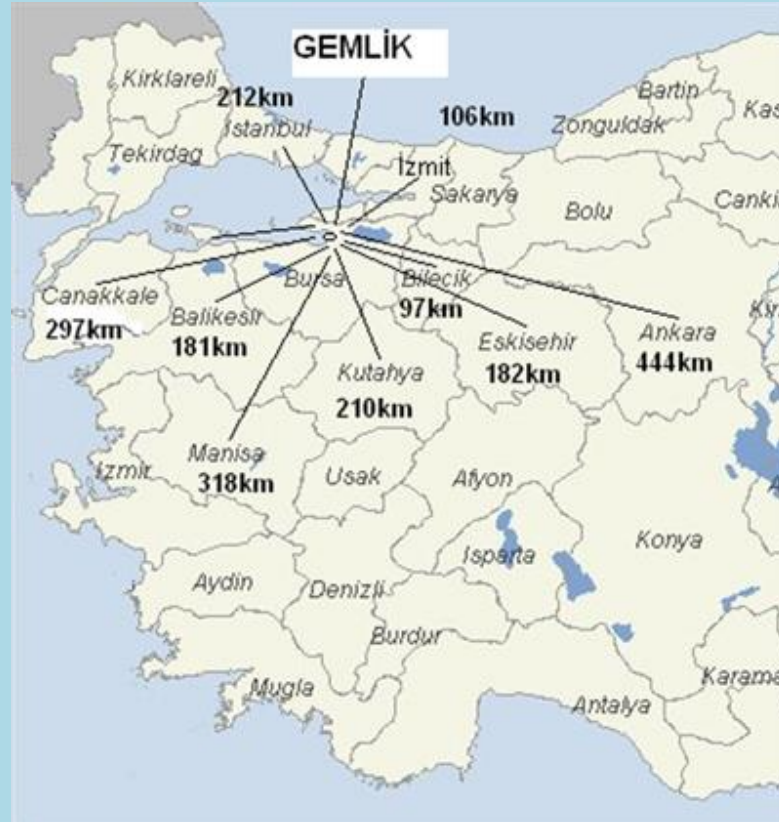 GEMLİK
Kirklareli
Bartin
212km
106km
Kas
Istanbul
Zonguldak
Tekirdag
İzmit
Sakarya
Bolu
Canki
Canakkale
Bursa
Bilecik
297km
Balikesir
97km
181km
Eskisehir
Ankara
182km
444km
Kutahya
210km
Manisa
318km
Izmir
Usak
Afyon
Konya
Isparta
Aydin
Denizli
Burdur
Karama
Mugla
Antalya